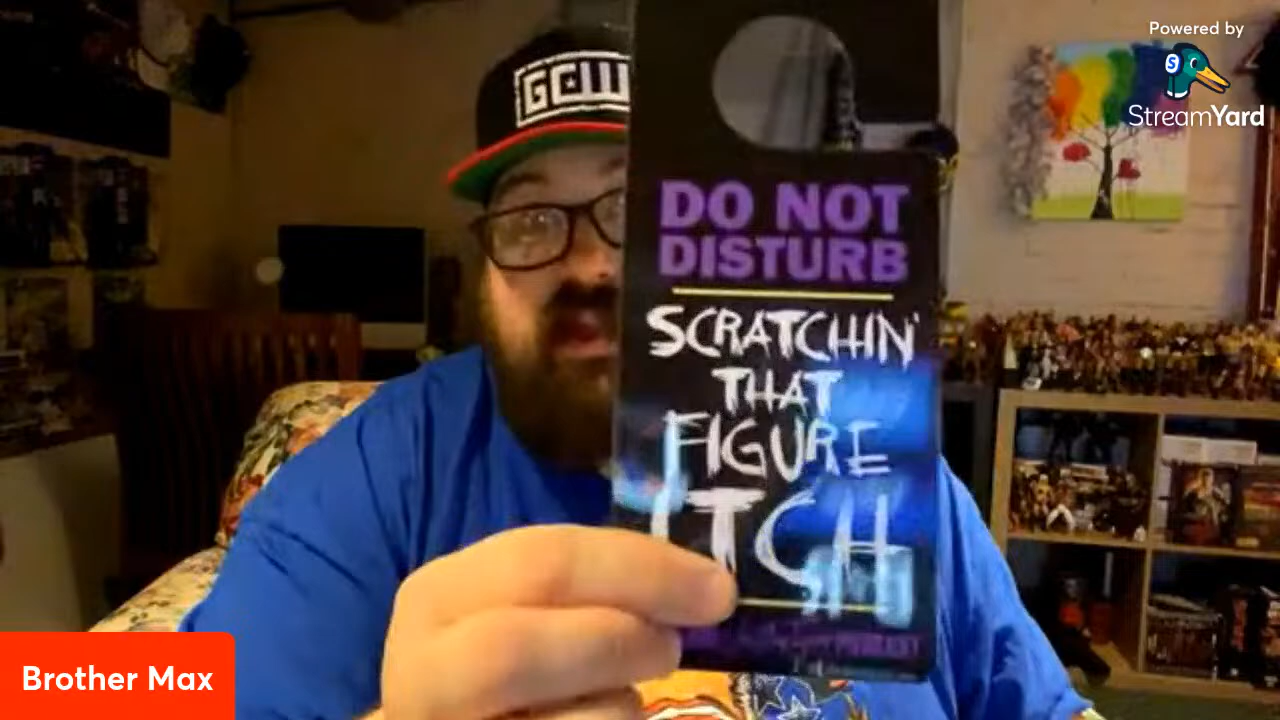 Powered by
StreamYard
GCW
DO NOT
DISTURB
SCRATCHIN'
THAT
FIGURE
ITCH
Brother Max